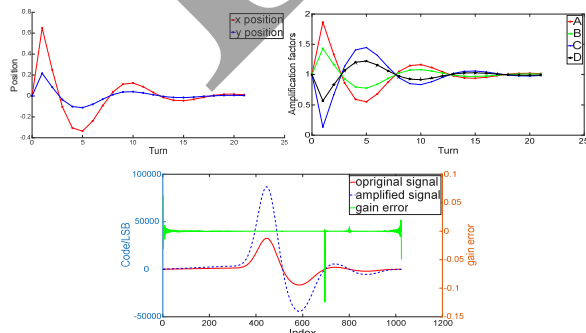 0.8
0.6
0.4
0.2
0
-0.2
-0.4
0
5
10
15
20
25
Position
Turn
x position
y position
2
1.5
1
0.5
0
0
5
10
15
20
25
Amplification factors
Turn
A
B
C
D
100000
50000
0
-50000
Code/LSB
0
200
400
600
800
1000
1200
Index
0.1
0.05
0
-0.05
-0.1
-0.15
gain error
opriginal signal
amplified signal
gain error